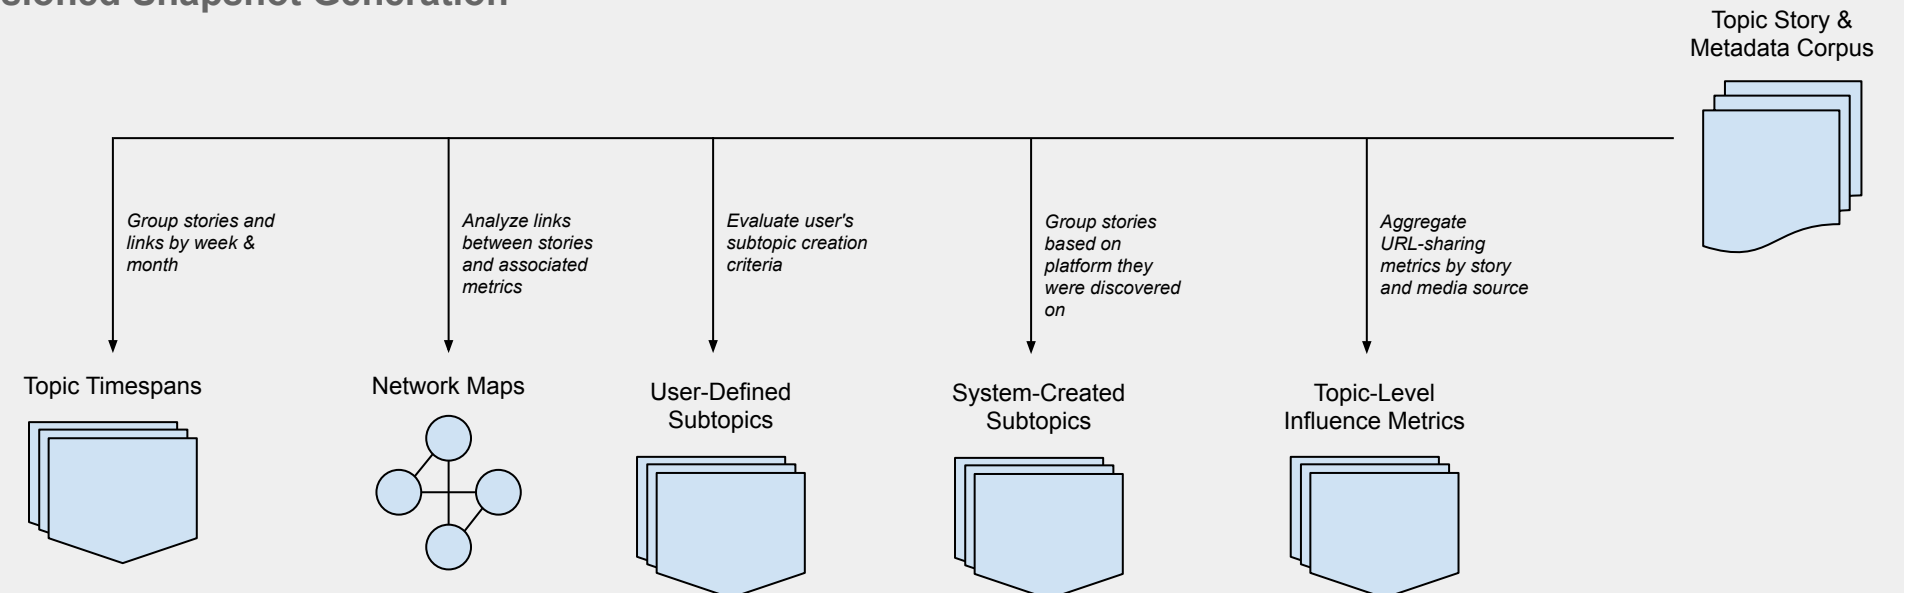 Snapshot Generation
Topic Story &
Metadata Corpus
Group stories and
links by week &
month
Analyze links
between stories
and associated
metrics
Evaluate user's
subtopic creation
criteria
Group stories
based on
platform they
were discovered
on
Aggregate
URL-sharing
metrics by story
and media source
Topic Timespans
Network Maps
User-Defined
Subtopics
System-Created
Subtopics
Topic-Level
Influence Metrics